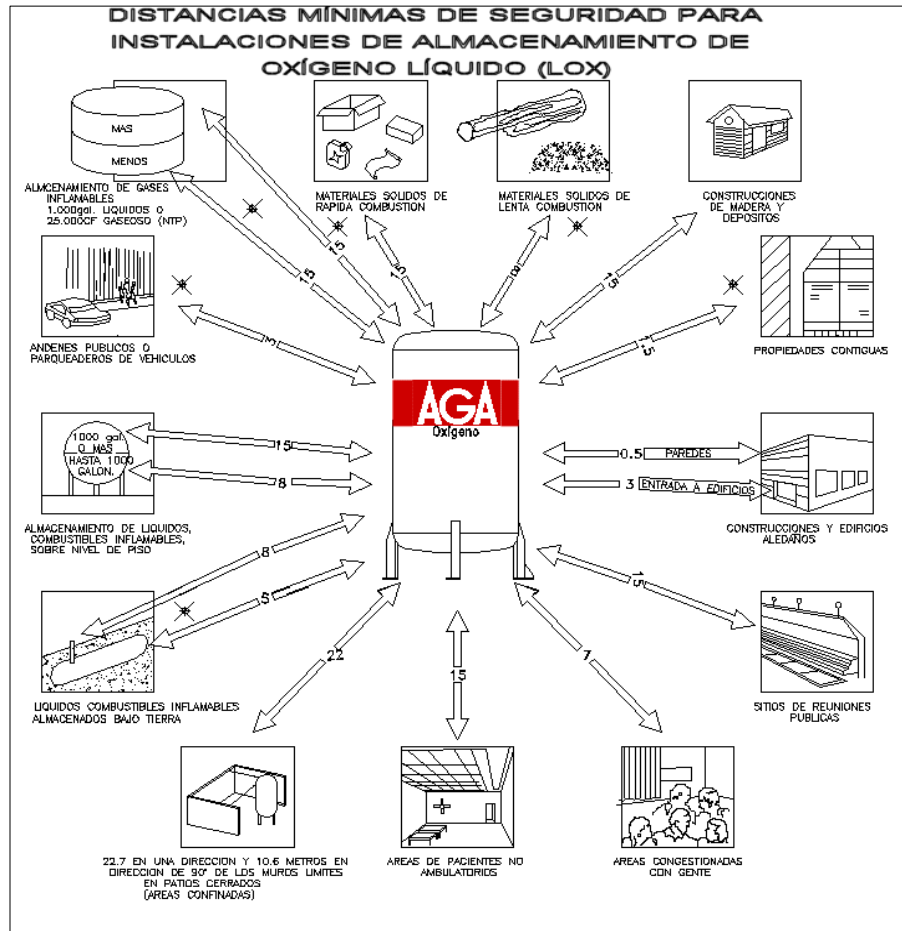 DISTANCIAS MÍNIMAS DE SEGURIDAD PARA
INSTALACIONES DE ALMACENAMIENTO DE
OXÍGENO LÍQUIDO (LOX)
MAS
MENOS
ALMCENAMIENTO DE GASES
INFLAMABLES
1.000gal. LIQUIDOS O
25.000CF GASEOSO (NTP)
MATERIALES SOLIDOS DE
RAPIDA COMBUSTION
MATERIALES SOLIDOS DE
LENTA COMBUSTION
CONSTRUCCIONES
DE MADERA Y
DEPOSITOS
15
15
15
8
15
ANDENES PUBLICOS O
PARQUEADEROS DE VEHICULOS
3
1.5
PROPIEDADES CONTIGUAS
AGA
Oxígeno
1000 gal.
O MAS
HASTA 1000
GALON.
15
8
0.5 PAREDES
3 ENTRADA A EDIFICIOS
ALMACENAMIENTO DE LIQUIDOS,
COMBUSTIBLES INFLAMABLES,
SOBRE NIVEL DE PISO
CONSTRUCCIONES Y EDIFICIOS
ALEDAÑOS
8
5
15
LIQUIDOS COMBUSTIBLES INFLAMABLES
ALMACENADOS BAJO TIERRA
SITIOS DE REUNIONES
PUBLICAS
22
15
7
22.7 EN UNA DIRECCION Y 10.6 METROS EN
DIRECCION DE 90° DE LOS MUROS LIMITES
EN PATIOS CERRADOS
(AREAS CONFINADAS)
AREAS DE PACIENTES NO
AMBULATORIOS
AREAS CONGESTIONADAS
CON GENTE